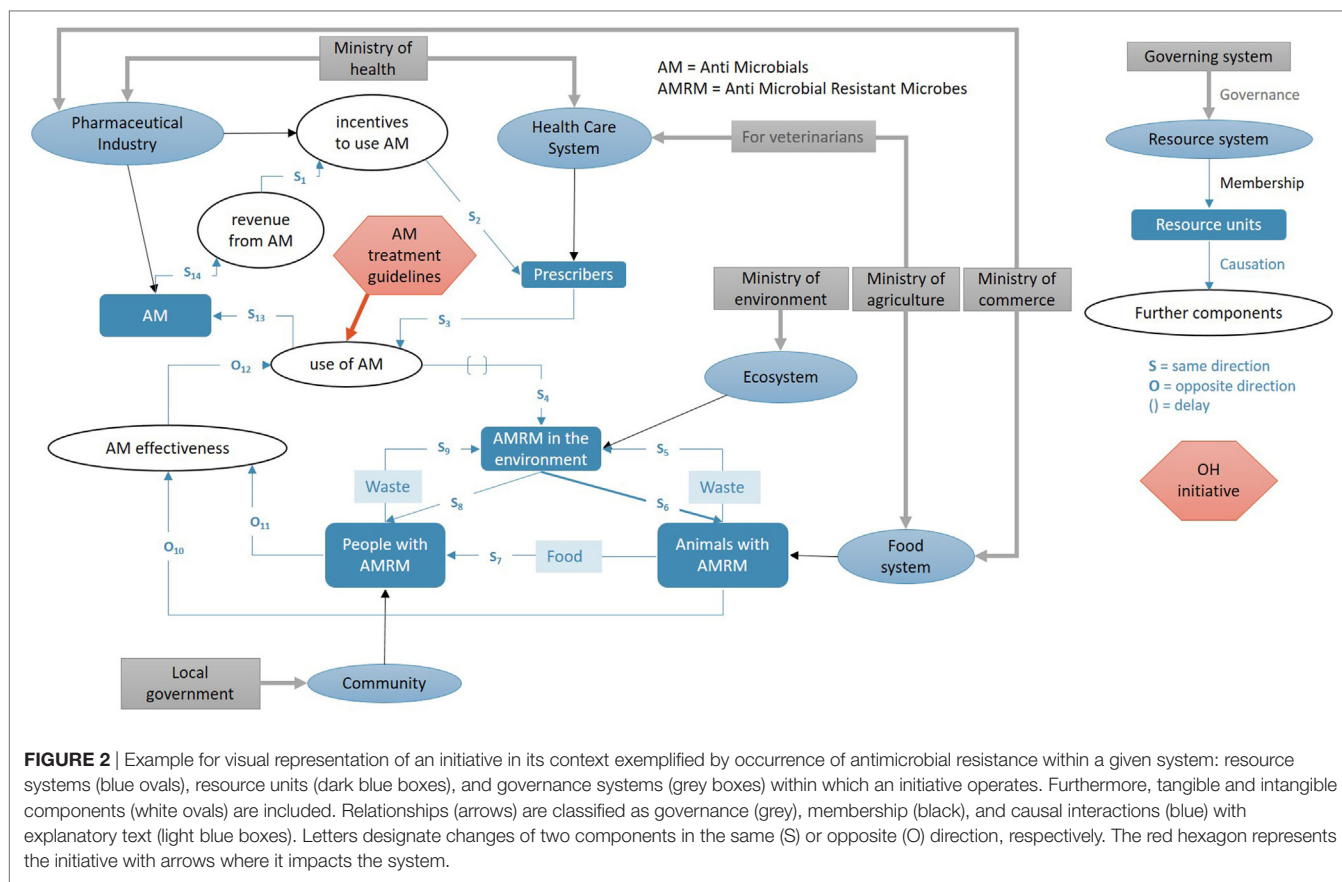 Ministry of
health
AM = Anti Microbials
AMRM = Anti Microbial Resistant Microbes
Governing system
Governance
Pharmaceutical
Industry
incentives
to use AM
Health Care
System
For veterinarians
Resource system
Membership
S1
revenue
from AM
S2
AM
treatment
guidelines
Prescribers
Resource units
Causation
S14
Ministry of
environment
Ministry of
agriculture
Ministry of
commerce
AM
S13
S3
Further components
use of AM
( )
O12
Ecosystem
S4
S = same direction
O = opposite direction
() = delay
AM effectiveness
AMRM in the
environment
S9
S5
Waste
Waste
S8
S6
OH
initiative
O11
O10
People with
AMRM
S7
Food
Animals with
AMRM
Food
system
Local
government
Community
FIGURE 2 | Example for visual representation of an initiative in its context exemplified by occurrence of antimicrobial resistance within a given system: resource
systems (blue ovals), resource units (dark blue boxes), and governance systems (grey boxes) within which an initiative operates. Furthermore, tangible and intangible
components (white ovals) are included. Relationships (arrows) are classified as governance (grey), membership (black), and causal interactions (blue) with
explanatory text (light blue boxes). Letters designate changes of two components in the same (S) or opposite (O) direction, respectively. The red hexagon represents
the initiative with arrows where it impacts the system.